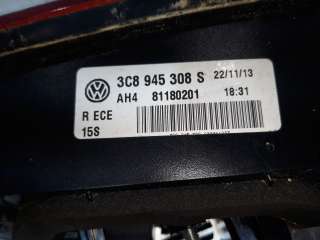 3C8 945 308 S 22/11/13
AH4 81180201 18:31
R ECE
15S